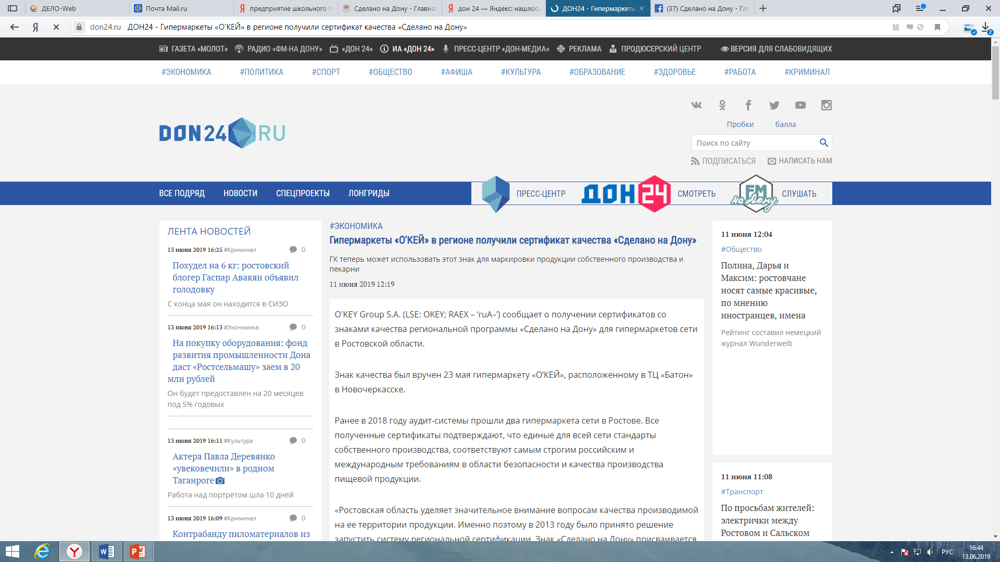 ДЕЛО-Web
Почта Mail.ru
предприятие школьного п
Сделано на Дону - Главна
дон 24 — Яндекс: нашлось
ДОН24 - Гипермаркеты
(37) Сделано на Дону - Гла
don24.ru ДОН24 - Гипермаркеты «О'КЕЙ» в регионе получили сертификат качества «Сделано на Дону»
2
ГАЗЕТА «МОЛОТ» РАДИО «ФМ-НА ДОНУ» «ДОН 24» ИА «ДОН 24» ПРЕСС-ЦЕНТР «ДОН-МЕДИА» РЕКЛАМА ПРОДЮСЕРСКИЙ ЦЕНТР ВЕРСИЯ ДЛЯ СЛАБОВИДЯЩИХ
#ЭКОНОМИКА #ПОЛИТИКА #СПОРТ #ОБЩЕСТВО #АФИША #КУЛЬТУРА #ОБРАЗОВАНИЕ #ЗДОРОВЬЕ #РАБОТА #КРИМИНАЛ
DON24 RU
Пробки балла
Поиск по сайту
ПОДПИСАТЬСЯ НАПИСАТЬ НАМ
ВСЕ ПОДРЯД НОВОСТИ СПЕЦПРОЕКТЫ ЛОНГРИДЫ ПРЕСС-ЦЕНТР ДОН 24 СМОТРЕТЬ FM на Дону СЛУШАТЬ
ЛЕНТА НОВОСТЕЙ
13 июня 2019 16:25 #Криминал 0
Похудел на 6 кг: ростовский
блогер Гаспар Авакян объявил
голодовку
С конца мая он находится в СИЗО
13 июня 2019 16:13 #Экономика 0
На покупку оборудования: фонд
развития промышленности Дона
даст «Ростсельмашу» заем в 20
млн рублей
Он будет предоставлен на 20 месяцев
под 5% годовых
13 июня 2019 16:11 #Культура 0
Актера Павла Деревянко
«увековечили» в родном
Таганроге
Работа над портретом шла 10 дней
13 июня 2019 16:09 #Криминал 0
Контрабанду пиломатериалов из
#ЭКОНОМИКА
Гипермаркеты «О'КЕЙ» в регионе получили сертификат качества «Сделано на Дону»
ГК теперь может использовать этот знак для маркировки продукции собственного производства и
пекарни
11 июня 2019 12:19
O'KEY Group S.A. (LSE: OKEY; RAEX – ‘ruA–’) сообщает о получении сертификатов со
знаками качества региональной программы «Сделано на Дону» для гипермаркетов сети
в Ростовской области.
Знак качества был вручен 23 мая гипермаркету «О’КЕЙ», расположенному в ТЦ «Батон»
в Новочеркасске.
Ранее в 2018 году аудит-системы прошли два гипермаркета сети в Ростове. Все
полученные сертификаты подтверждают, что единые для всей сети стандарты
собственного производства, соответствуют самым строгим российским и
международным требованиям в области безопасности и качества производства
пищевой продукции.
«Ростовская область уделяет значительное внимание вопросам качества производимой
на ее территории продукции. Именно поэтому в 2013 году было принято решение
запустить систему региональной сертификации. Знак «Сделано на Дону» присваивается
11 июня 12:04
#Общество
Полина, Дарья и
Максим: ростовчане
носят самые красивые,
по мнению
иностранцев, имена
Рейтинг составил немецкий
журнал Wunderweib
11 июня 11:08
#Транспорт
По просьбам жителей:
электрички между
Ростовом и Сальском
РУС
16:44
13.06.2019